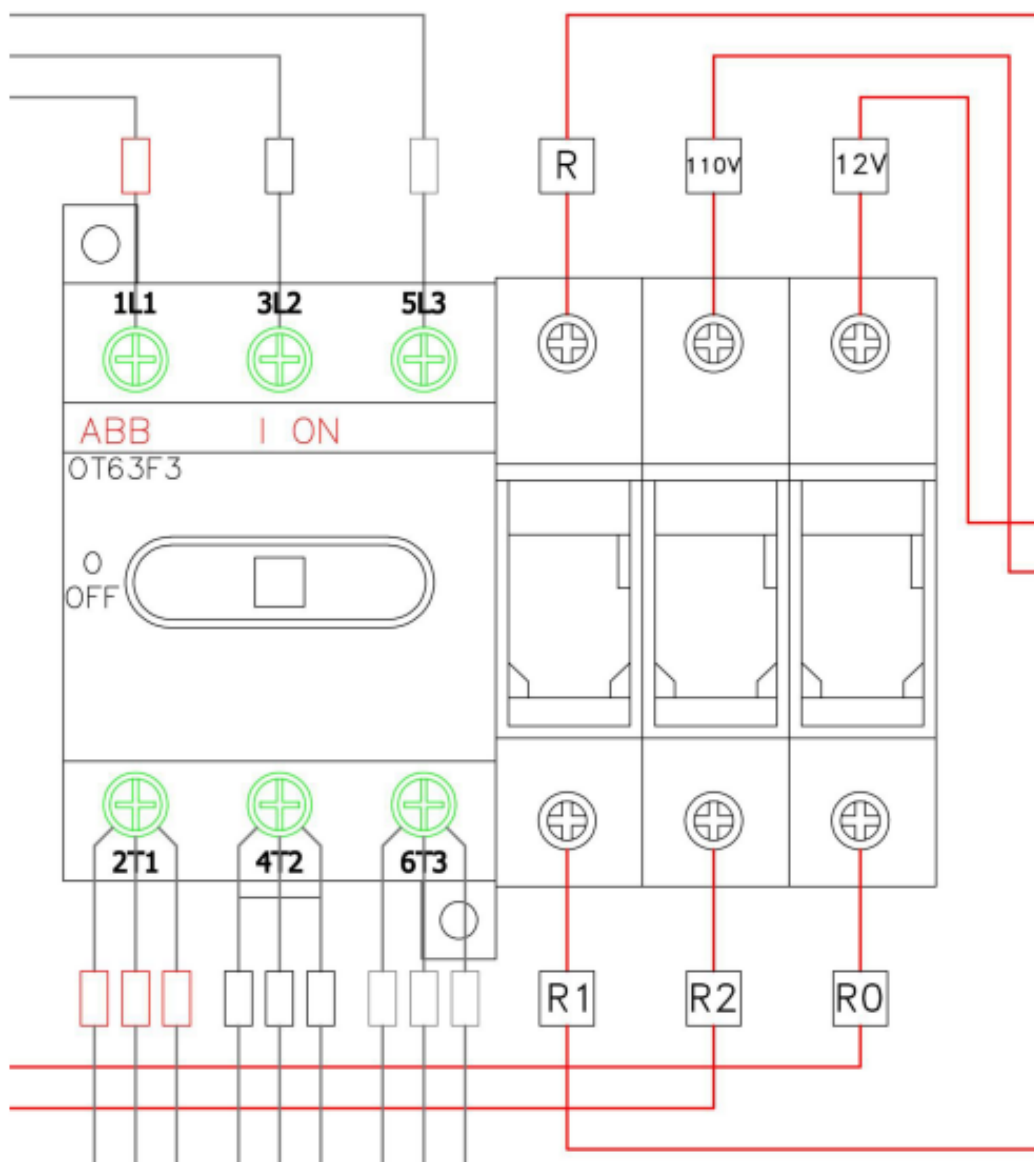 R 110V 12V
1L1 3L2 5L3
ABB I ON
OT63F3
O
OFF
2T1 4T2 6T3
R1 R2 R0